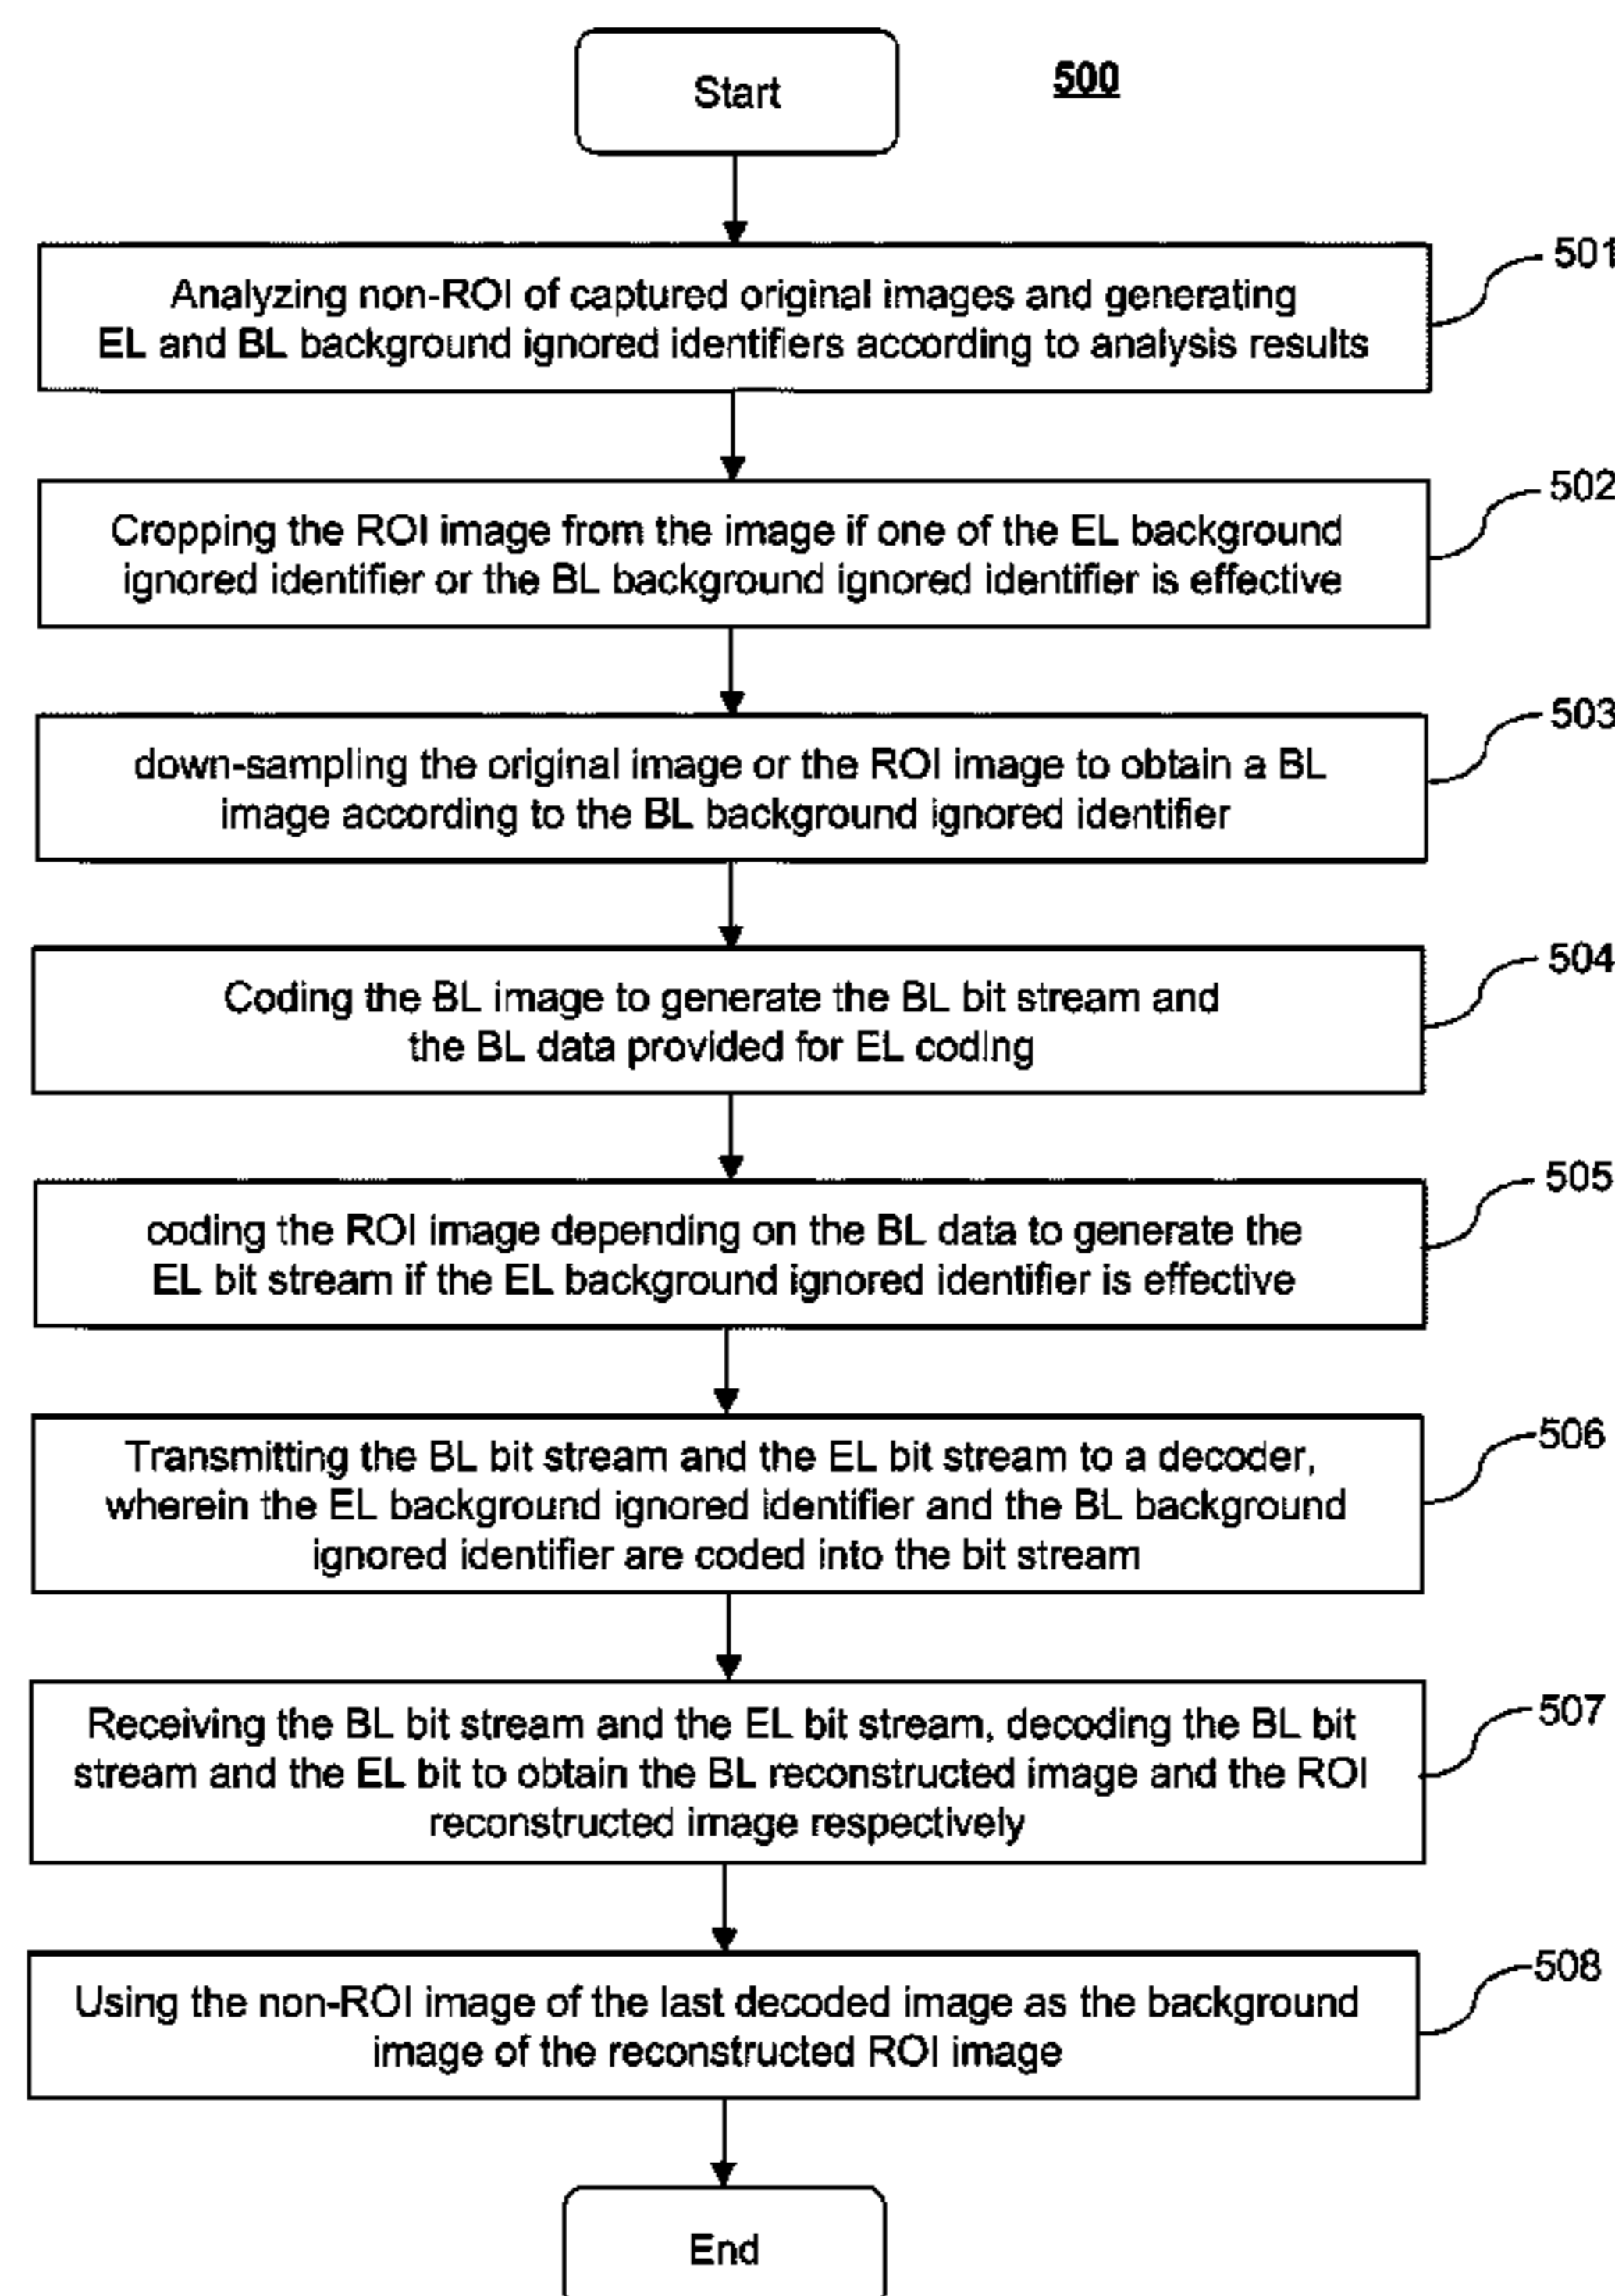 Start
500
501
Analyzing non-ROI of captured original images and generating
EL and BL background ignored identifiers according to analysis results
502
Cropping the ROI image from the image if one of the EL background
ignored identifier or the BL background ignored identifier is effective
503
down-sampling the original image or the ROI image to obtain a BL
image according to the BL background ignored identifier
504
Coding the BL image to generate the BL bit stream and
the BL data provided for EL coding
505
coding the ROI image depending on the BL data to generate the
EL bit stream if the EL background ignored identifier is effective
506
Transmitting the BL bit stream and the EL bit stream to a decoder,
wherein the EL background ignored identifier and the BL background
ignored identifier are coded into the bit stream
507
Receiving the BL bit stream and the EL bit stream, decoding the BL bit
stream and the EL bit to obtain the BL reconstructed image and the ROI
reconstructed image respectively
508
Using the non-ROI image of the last decoded image as the background
image of the reconstructed ROI image
End